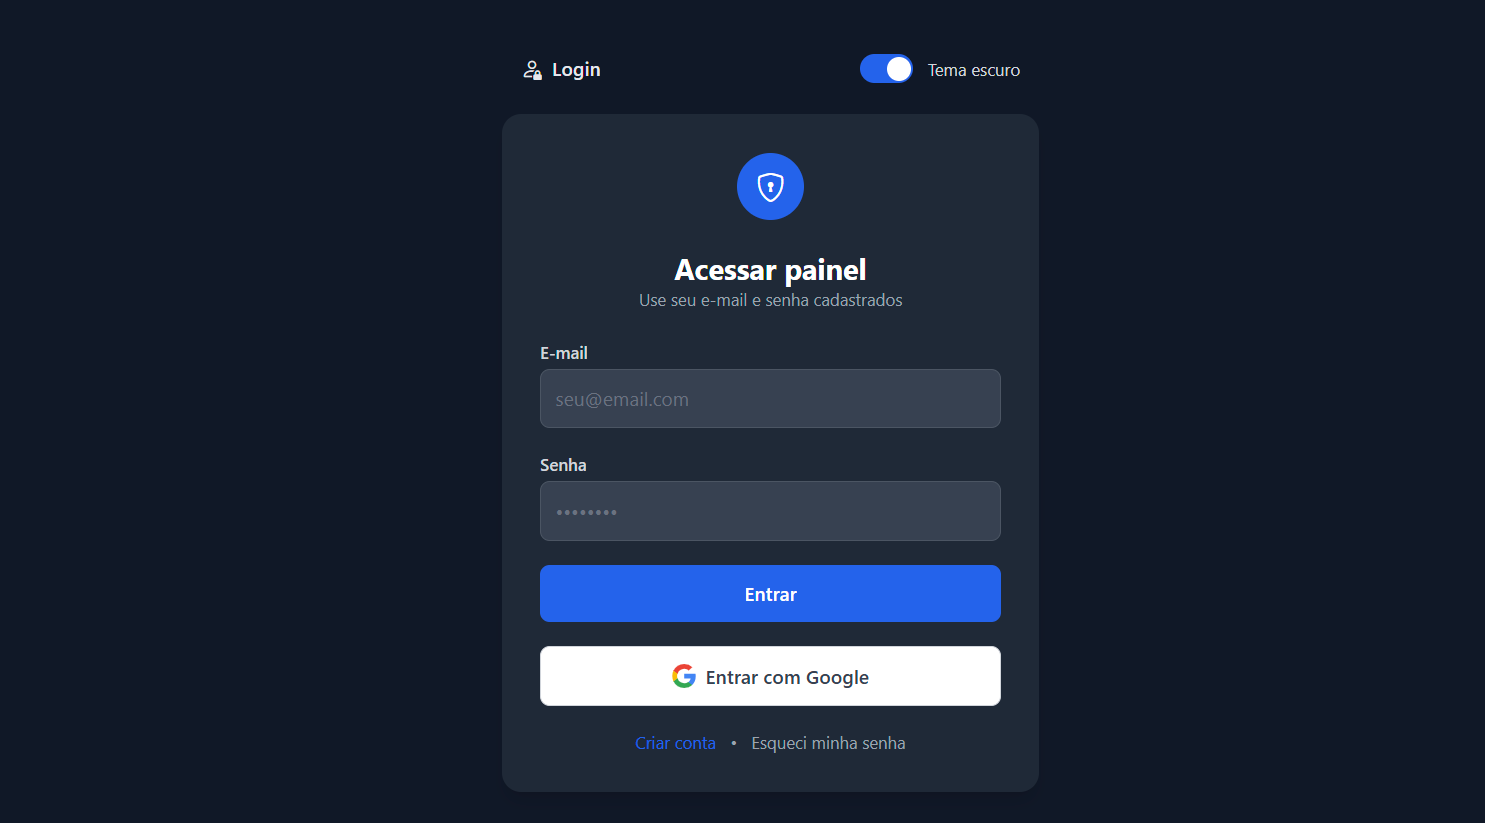 Login
Tema escuro
Acessar painel
Use seu e-mail e senha cadastrados
E-mail
seu@email.com
Senha
••••••••
Entrar
Entrar com Google
Criar conta • Esqueci minha senha